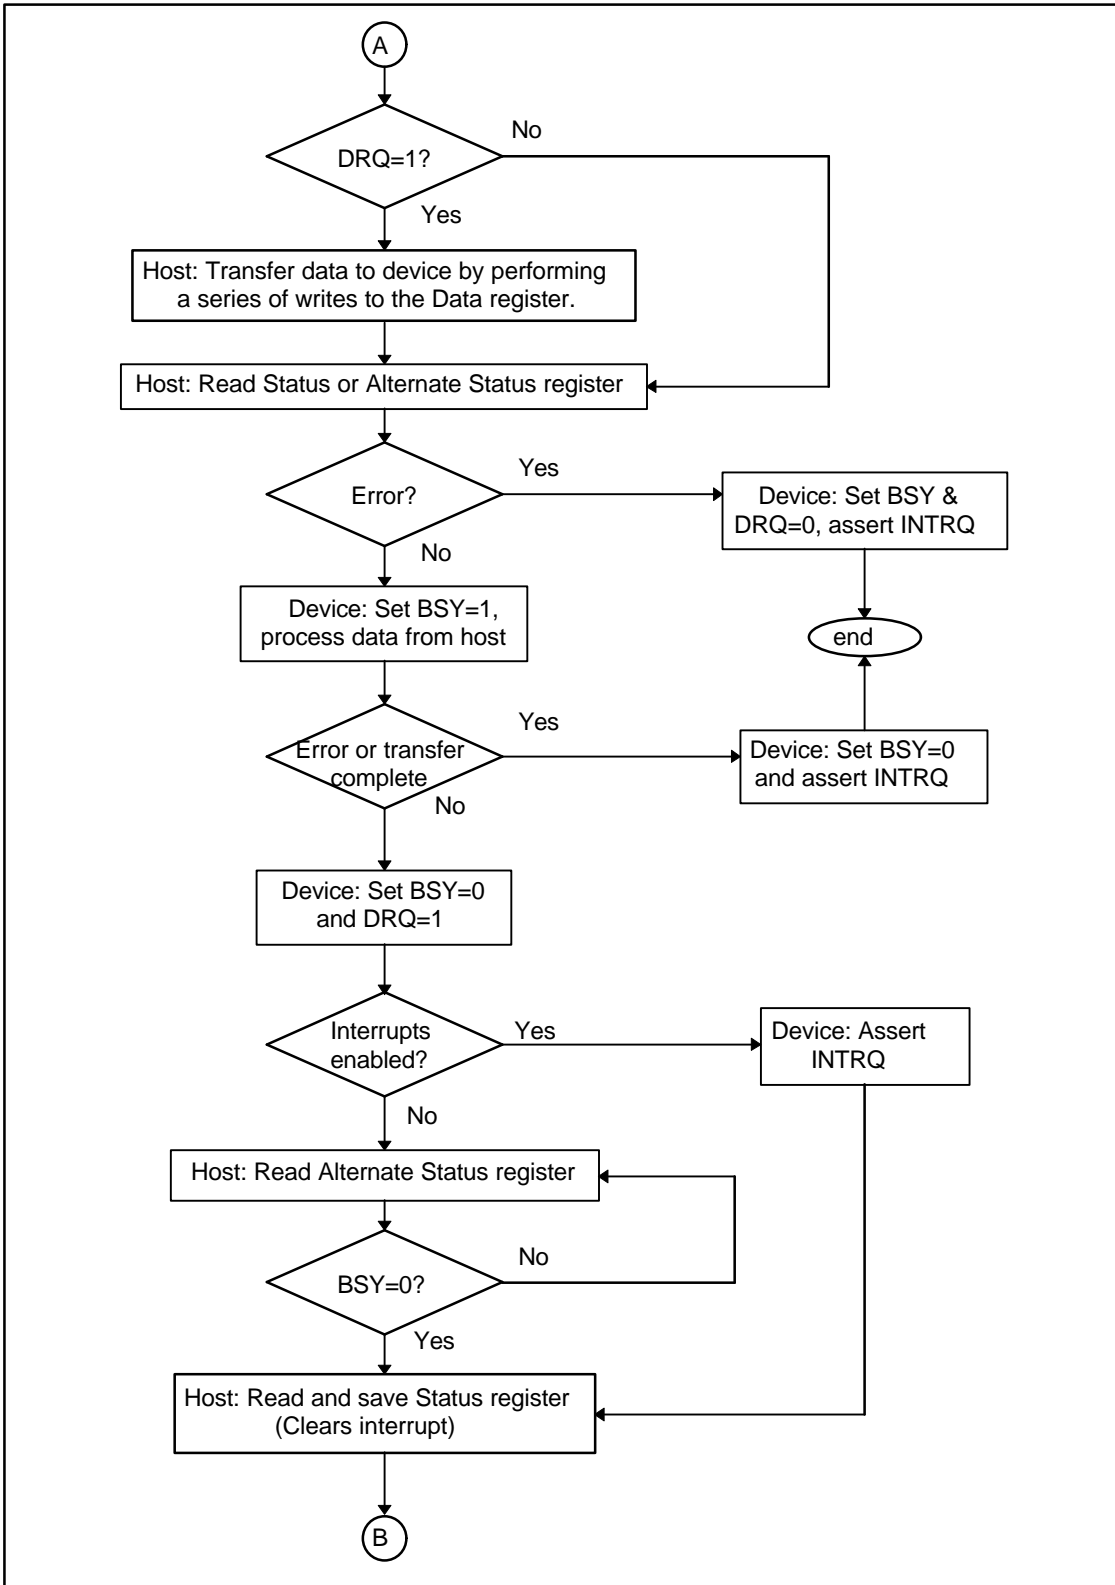 A
DRQ=1?
No
Yes
Host: Transfer data to device by performing
a series of writes to the Data register.
Host: Read Status or Alternate Status register
Error?
Yes
No
Device: Set BSY &
DRQ=0, assert INTRQ
Device: Set BSY=1,
process data from host
end
Error or transfer
complete
Yes
No
Device: Set BSY=0
and assert INTRQ
Device: Set BSY=0
and DRQ=1
Interrupts
enabled?
Yes
No
Device: Assert
INTRQ
Host: Read Alternate Status register
BSY=0?
No
Yes
Host: Read and save Status register
(Clears interrupt)
B